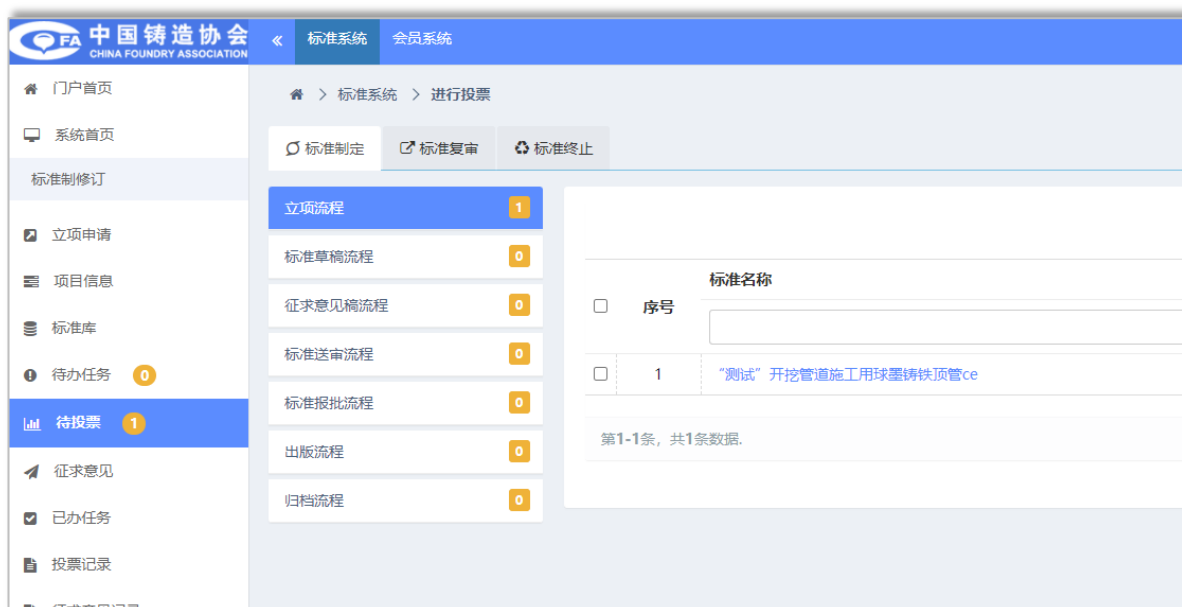 FA 中国铸造协会
CHINA FOUNDRY ASSOCIATION
« 标准系统 会员系统
门户首页
系统首页
标准制修订
立项申请
项目信息
标准库
待办任务 0
待投票 1
征求意见
已办任务
投票记录
征求意见记录
> 标准系统 > 进行投票
标准制定 标准复审 标准终止
立项流程 1
标准草稿流程 0
征求意见稿流程 0
标准送审流程 0
标准报批流程 0
出版流程 0
归档流程 0
序号 标准名称
1 “测试”开挖管道施工用球墨铸铁顶管ce
第1-1条，共1条数据.